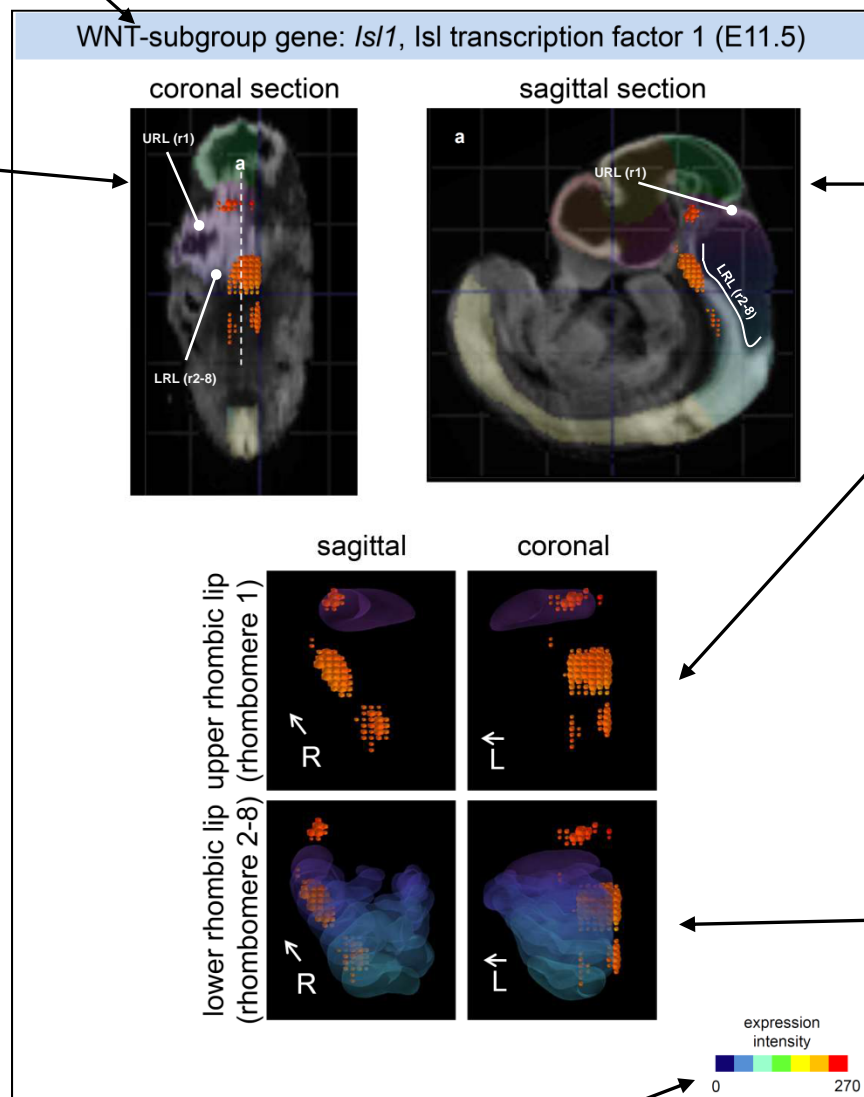 WNT-subgroup gene: Isl1, Isl transcription factor 1 (E11.5)
coronal section
sagittal section
URL (r1)
a
LRL (r2-8)
a
URL (r1)
LRL (r2-8)
sagittal
coronal
upper rhombic lip
(rhombomere 1)
R
L
lower rhombic lip
(rhombomere 2-8)
R
L
expression
intensity
0
270